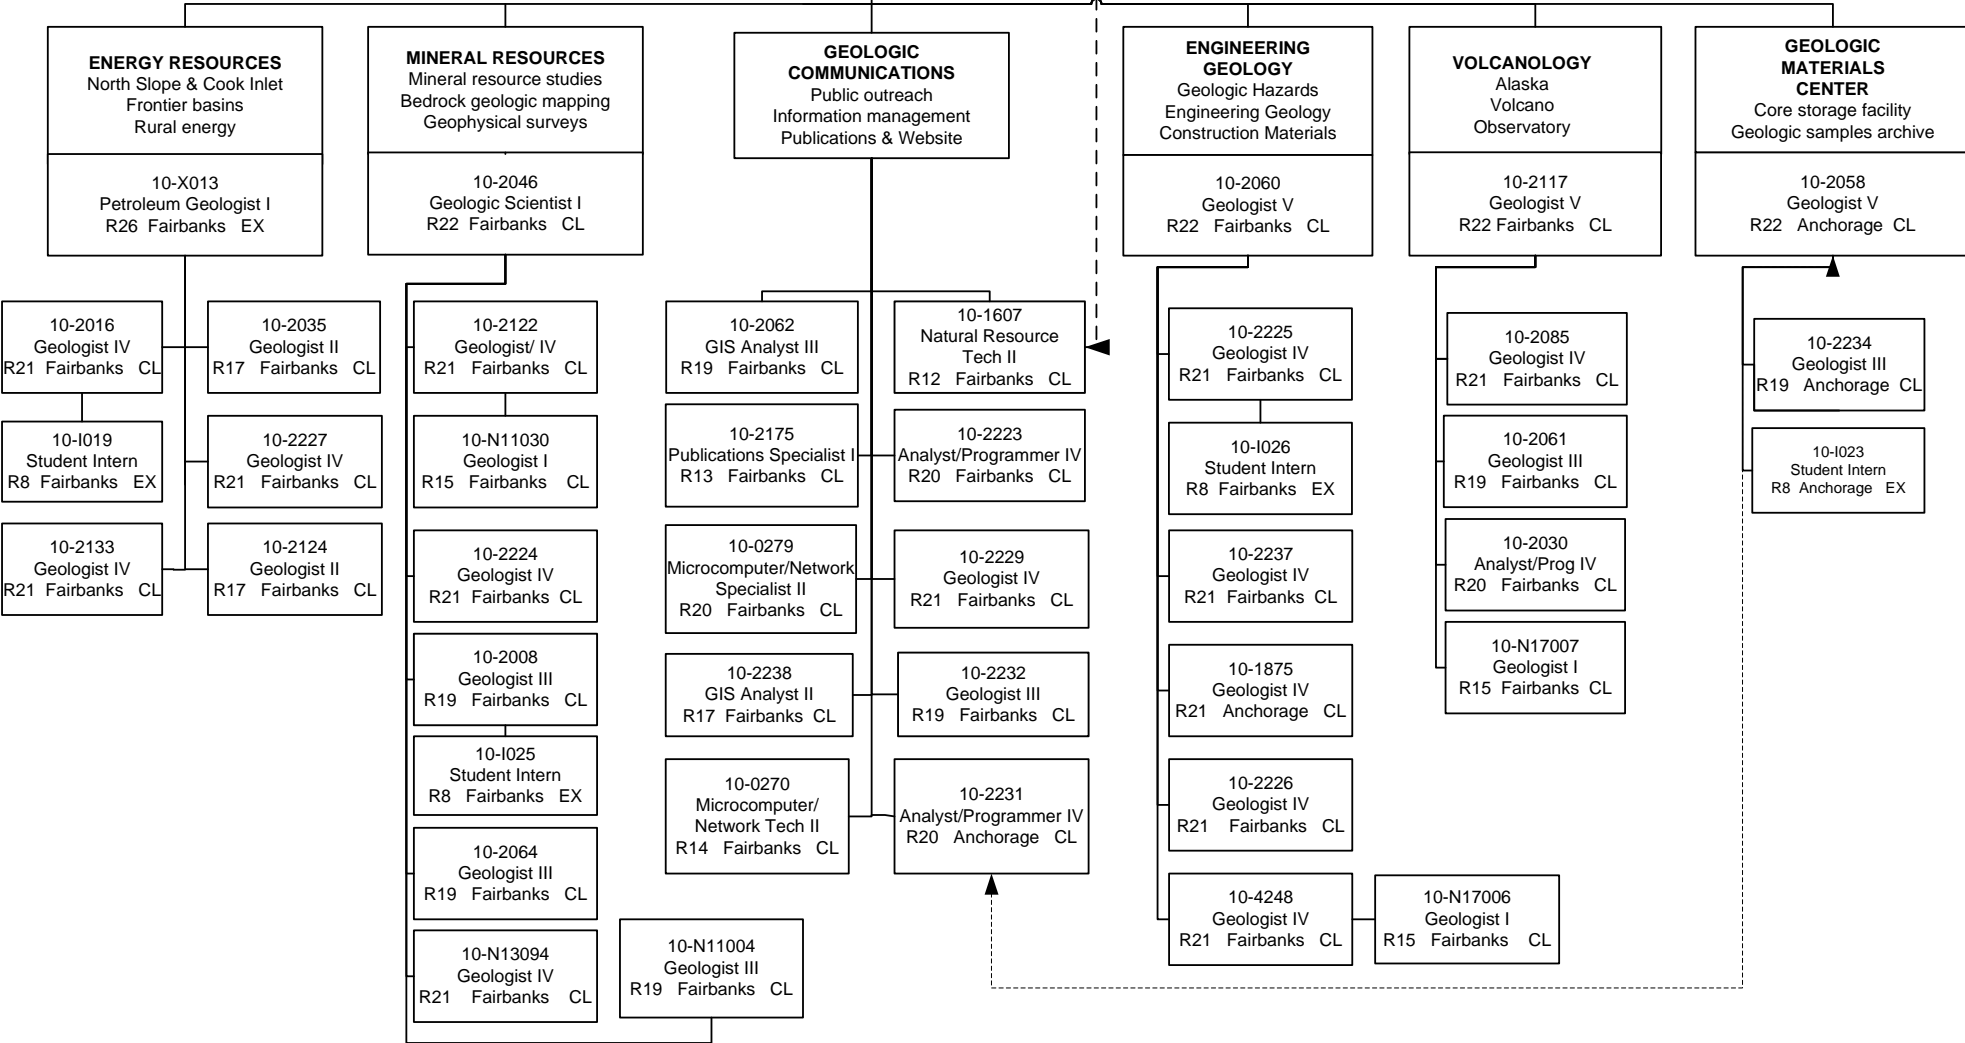 ENERGY RESOURCES
North Slope & Cook Inlet
Frontier basins
Rural energy
10-X013
Petroleum Geologist I
R26 Fairbanks EX
10-2016
Geologist IV
R21 Fairbanks CL
10-2035
Geologist II
R17 Fairbanks CL
10-I019
Student Intern
R8 Fairbanks EX
10-2227
Geologist IV
R21 Fairbanks CL
10-2133
Geologist IV
R21 Fairbanks CL
10-2124
Geologist II
R17 Fairbanks CL
MINERAL RESOURCES
Mineral resource studies
Bedrock geologic mapping
Geophysical surveys
10-2046
Geologic Scientist I
R22 Fairbanks CL
10-2122
Geologist/ IV
R21 Fairbanks CL
10-N11030
Geologist I
R15 Fairbanks CL
10-2224
Geologist IV
R21 Fairbanks CL
10-2008
Geologist III
R19 Fairbanks CL
10-I025
Student Intern
R8 Fairbanks EX
10-2064
Geologist III
R19 Fairbanks CL
10-N13094
Geologist IV
R21 Fairbanks CL
10-N11004
Geologist III
R19 Fairbanks CL
GEOLOGIC
COMMUNICATIONS
Public outreach
Information management
Publications & Website
10-2062
GIS Analyst III
R19 Fairbanks CL
10-1607
Natural Resource
Tech II
R12 Fairbanks CL
10-2175
Publications Specialist I
R13 Fairbanks CL
10-2223
Analyst/Programmer IV
R20 Fairbanks CL
10-0279
Microcomputer/Network
Specialist II
R20 Fairbanks CL
10-2229
Geologist IV
R21 Fairbanks CL
10-2238
GIS Analyst II
R17 Fairbanks CL
10-2232
Geologist III
R19 Fairbanks CL
10-0270
Microcomputer/
Network Tech II
R14 Fairbanks CL
10-2231
Analyst/Programmer IV
R20 Anchorage CL
ENGINEERING
GEOLOGY
Geologic Hazards
Engineering Geology
Construction Materials
10-2060
Geologist V
R22 Fairbanks CL
10-2225
Geologist IV
R21 Fairbanks CL
10-I026
Student Intern
R8 Fairbanks EX
10-2237
Geologist IV
R21 Fairbanks CL
10-1875
Geologist IV
R21 Anchorage CL
10-2226
Geologist IV
R21 Fairbanks CL
10-4248
Geologist IV
R21 Fairbanks CL
10-N17006
Geologist I
R15 Fairbanks CL
VOLCANOLOGY
Alaska
Volcano
Observatory
10-2117
Geologist V
R22 Fairbanks CL
10-2085
Geologist IV
R21 Fairbanks CL
10-2061
Geologist III
R19 Fairbanks CL
10-2030
Analyst/Prog IV
R20 Fairbanks CL
10-N17007
Geologist I
R15 Fairbanks CL
GEOLOGIC
MATERIALS
CENTER
Core storage facility
Geologic samples archive
10-2058
Geologist V
R22 Anchorage CL
10-2234
Geologist III
R19 Anchorage CL
10-I023
Student Intern
R8 Anchorage EX